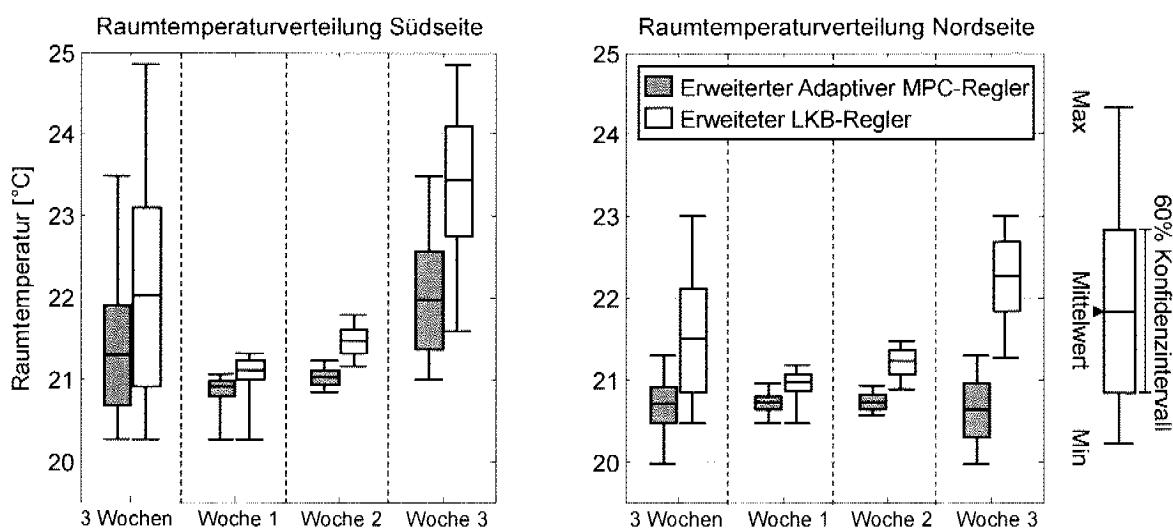 Raumtemperaturverteilung Südseite
Raumtemperatur [°C]
25
24
23
22
21
20
3 Wochen
Woche 1
Woche 2
Woche 3
Raumtemperaturverteilung Nordseite
25
24
23
22
21
20
Erweiterter Adaptiver MPC-Regler
Erweiteter LKB-Regler
3 Wochen
Woche 1
Woche 2
Woche 3
Max
Mittelwert
Min
60% Konfidenzintervall